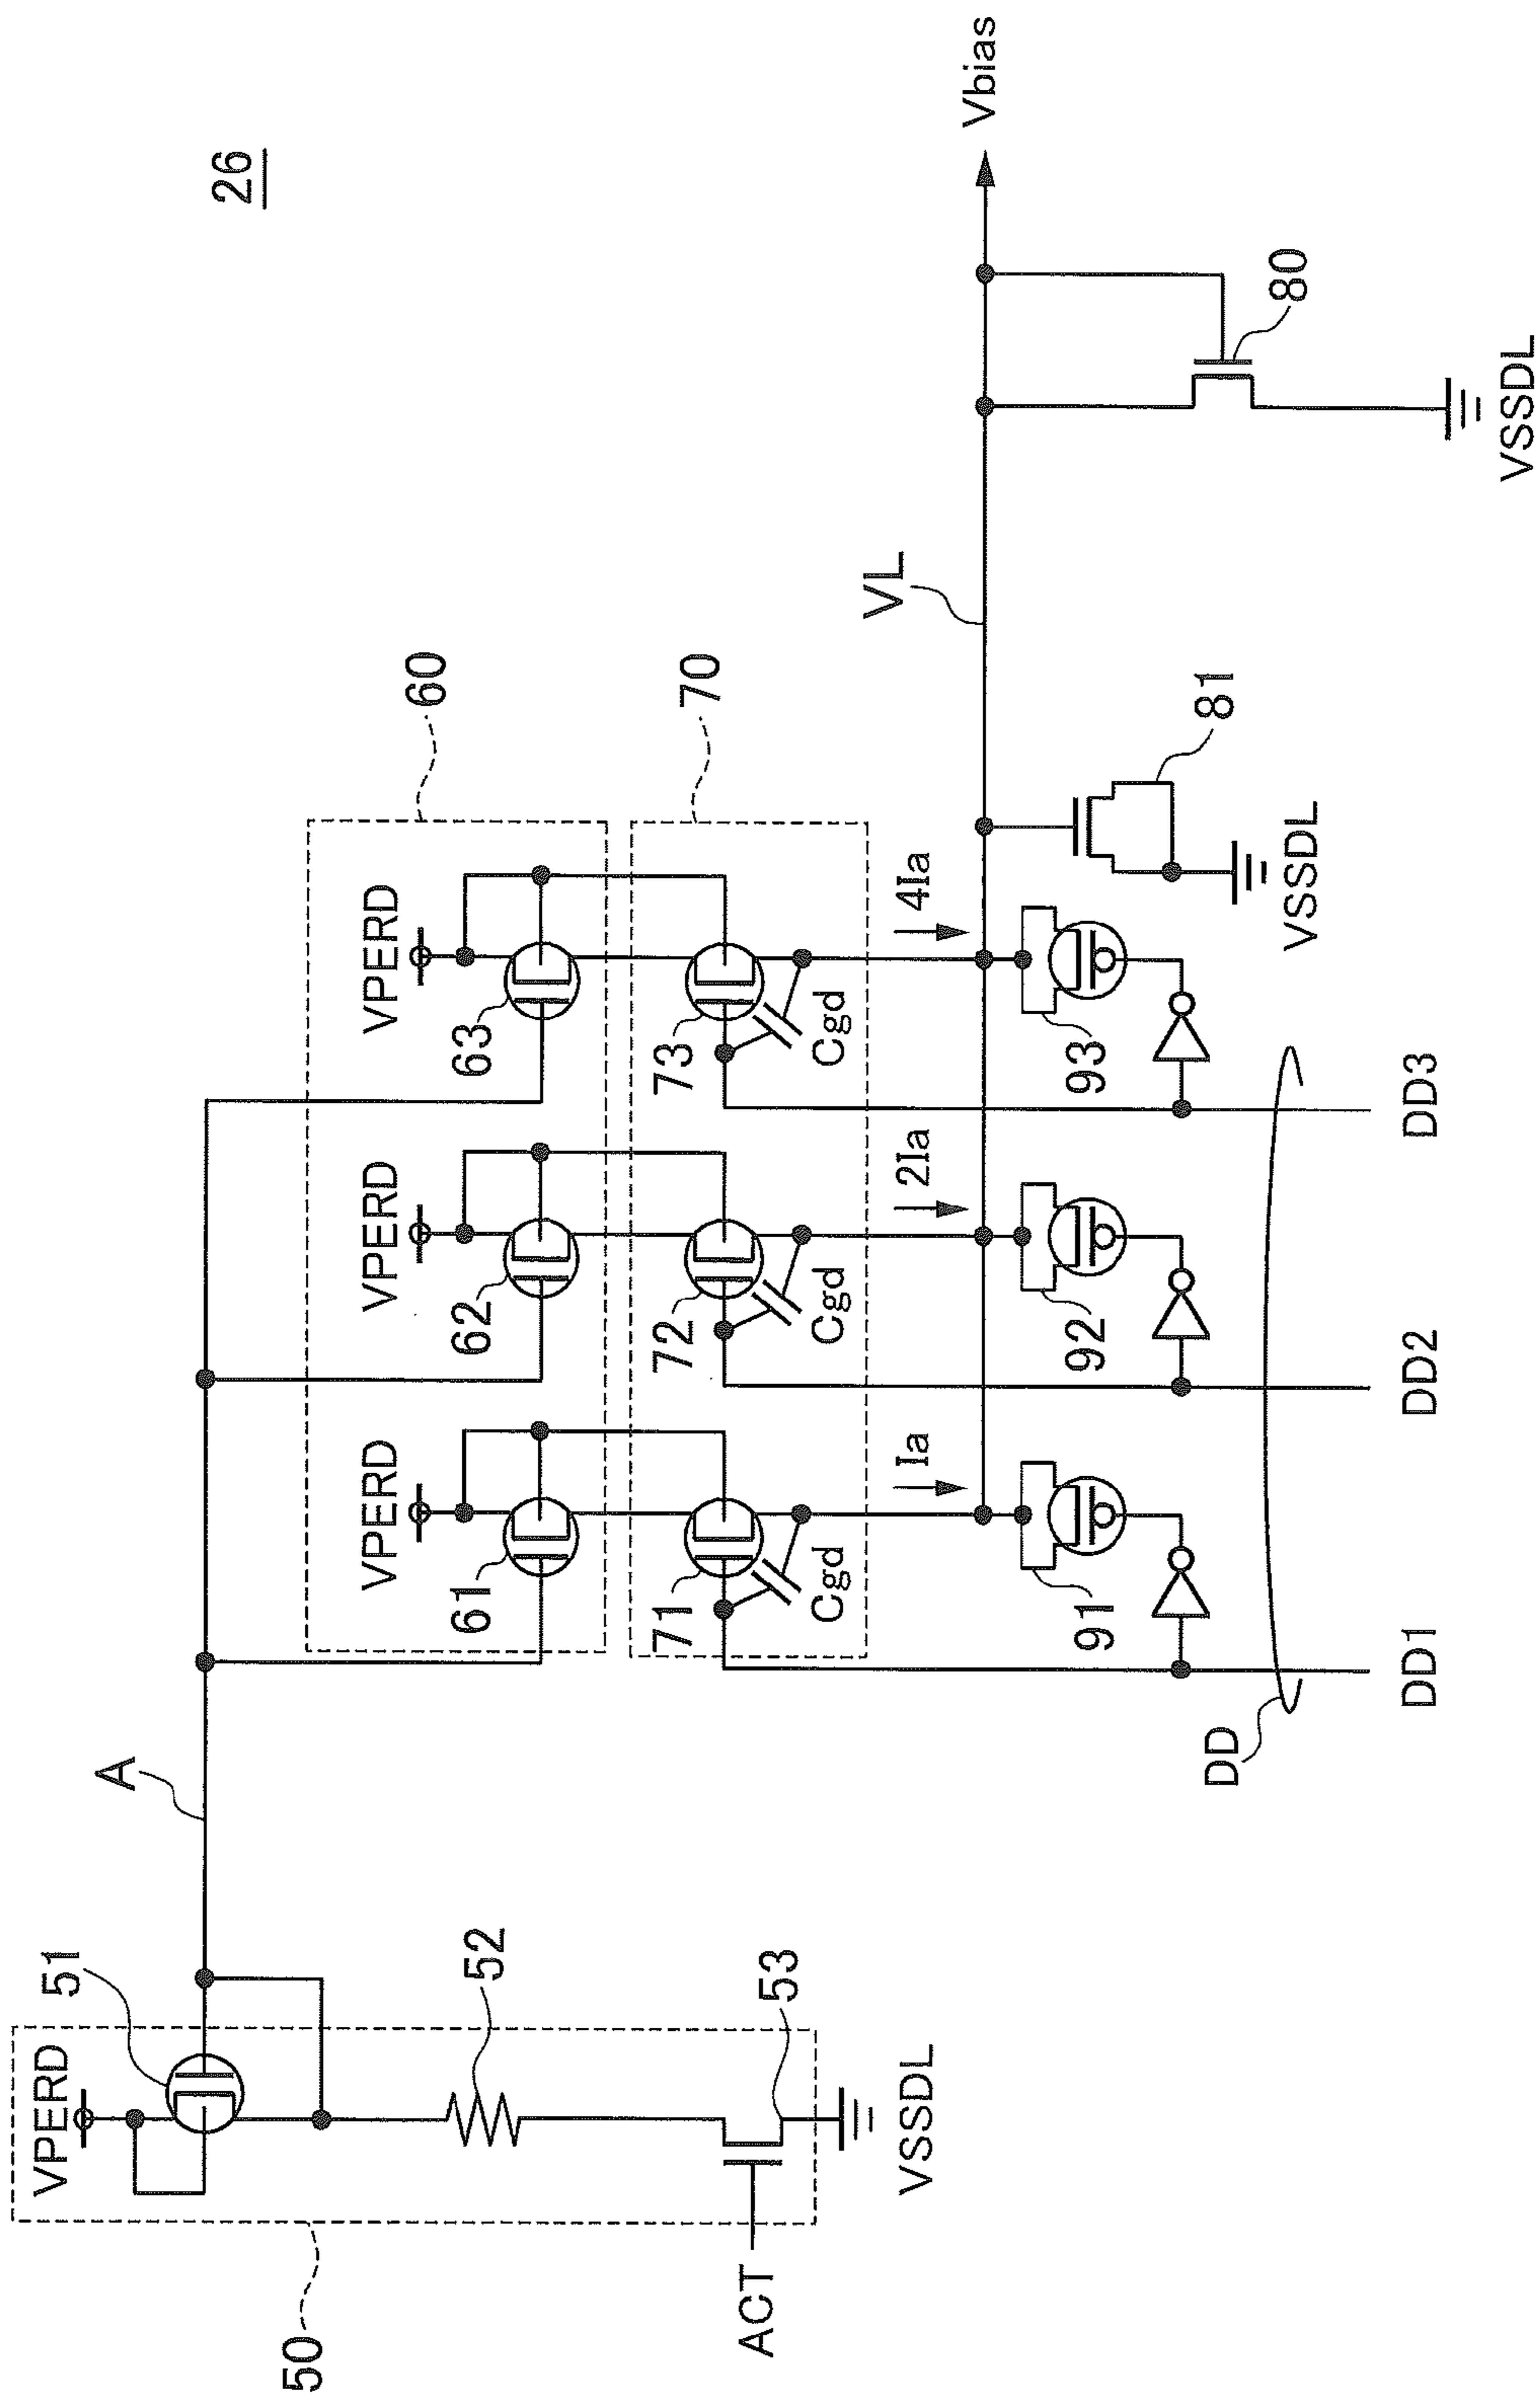 26
50
VPERD
51
52
53
ACT
VSSDL
A
60
VPERD
61
VPERD
62
VPERD
63
70
71
Cgd
72
Cgd
73
Cgd
Ia
2Ia
4Ia
VL
Vbias
91
92
93
81
VSSDL
80
VSSDL
DD
DD1
DD2
DD3